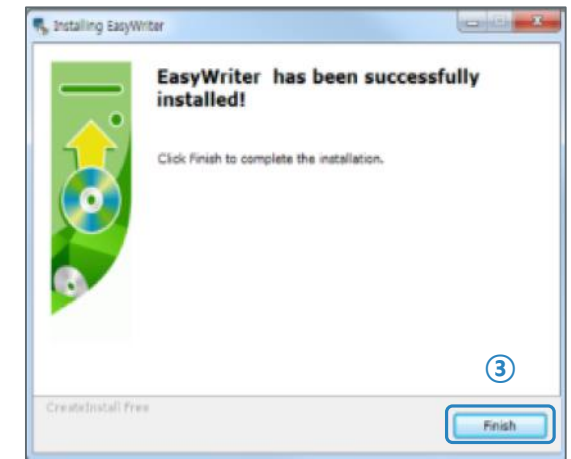 Installing EasyWriter
EasyWriter has been successfully
installed!
Click Finish to complete the installation.
③
CreateInstall Free
Finish